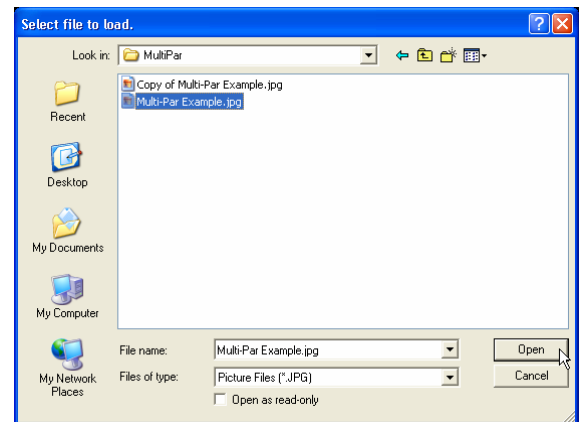 Select file to load.
Look in: MultiPar
Copy of Multi-Par Example.jpg
Multi-Par Example.jpg
Recent
Desktop
My Documents
My Computer
My Network
Places
File name: Multi-Par Example.jpg Open
Files of type: Picture Files (*.JPG) Cancel
Open as read-only